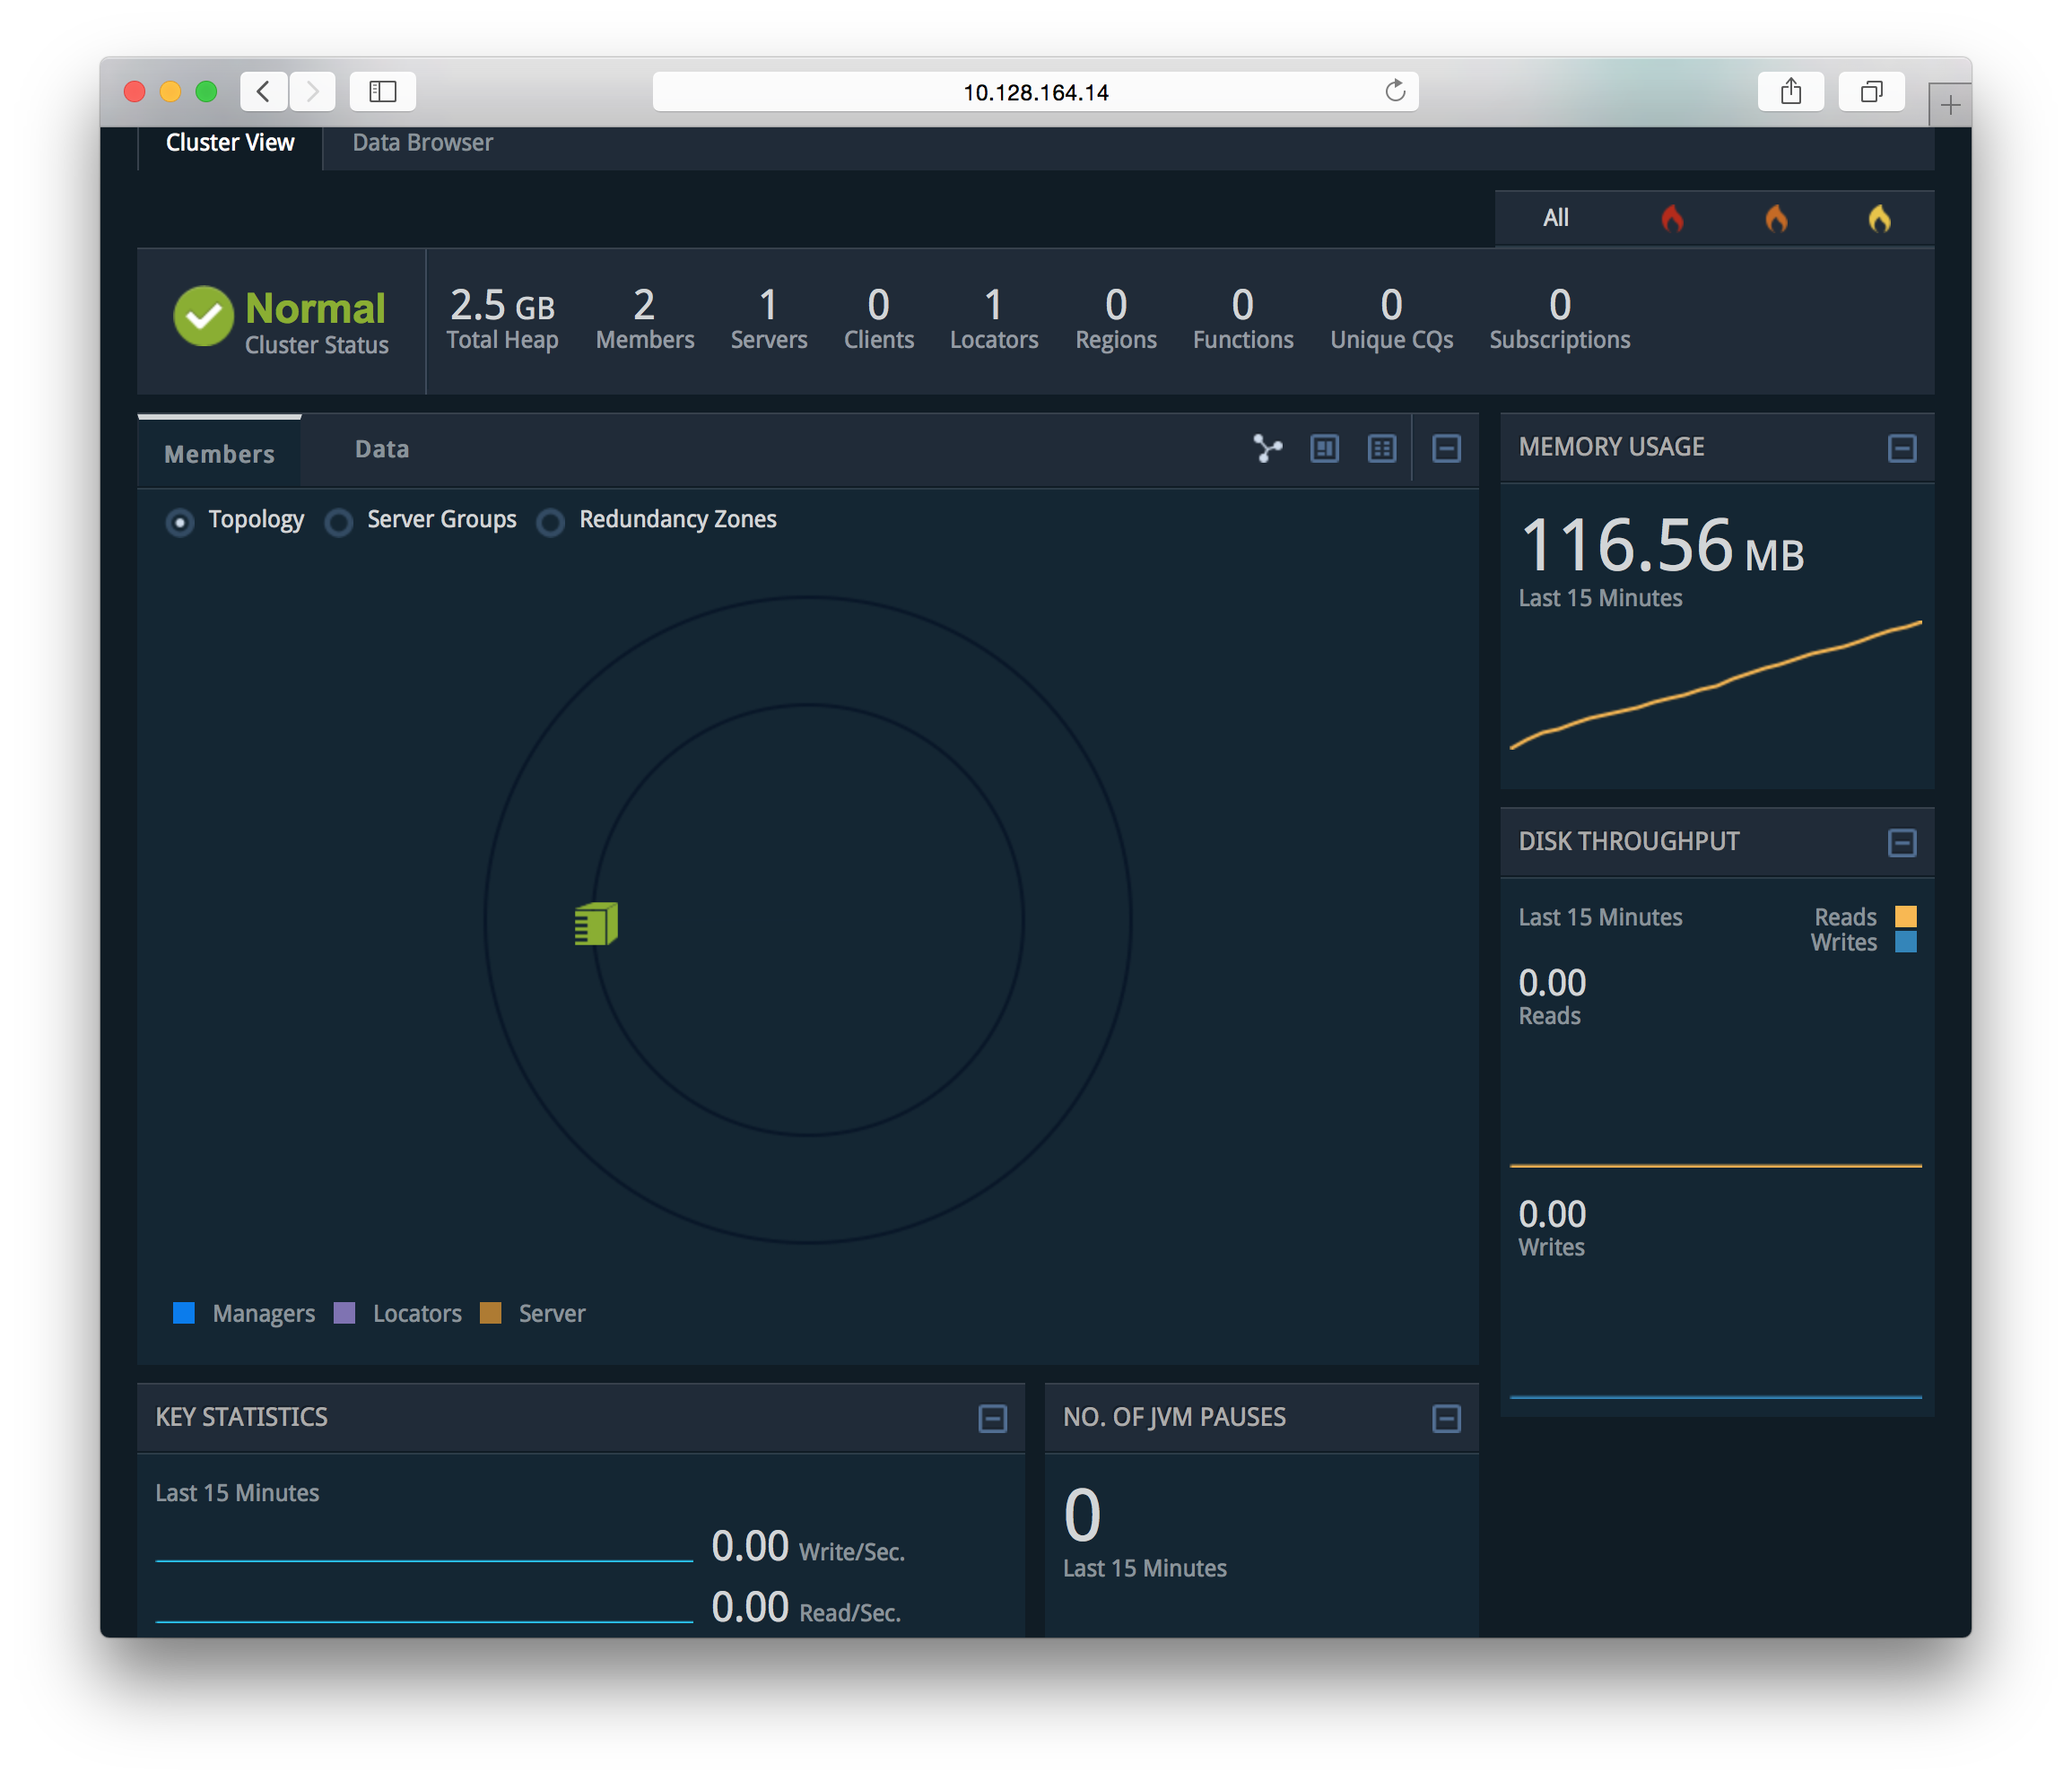 10.128.164.14
Cluster View Data Browser
All
Normal
Cluster Status
2.5 GB
Total Heap
2
Members
1
Servers
0
Clients
1
Locators
0
Regions
0
Functions
0
Unique CQs
0
Subscriptions
Members Data
Topology Server Groups Redundancy Zones
Managers Locators Server
MEMORY USAGE
116.56 MB
Last 15 Minutes
DISK THROUGHPUT
Last 15 Minutes Reads
Writes
0.00
Reads
0.00
Writes
KEY STATISTICS
Last 15 Minutes
0.00 Write/Sec.
0.00 Read/Sec.
NO. OF JVM PAUSES
0
Last 15 Minutes